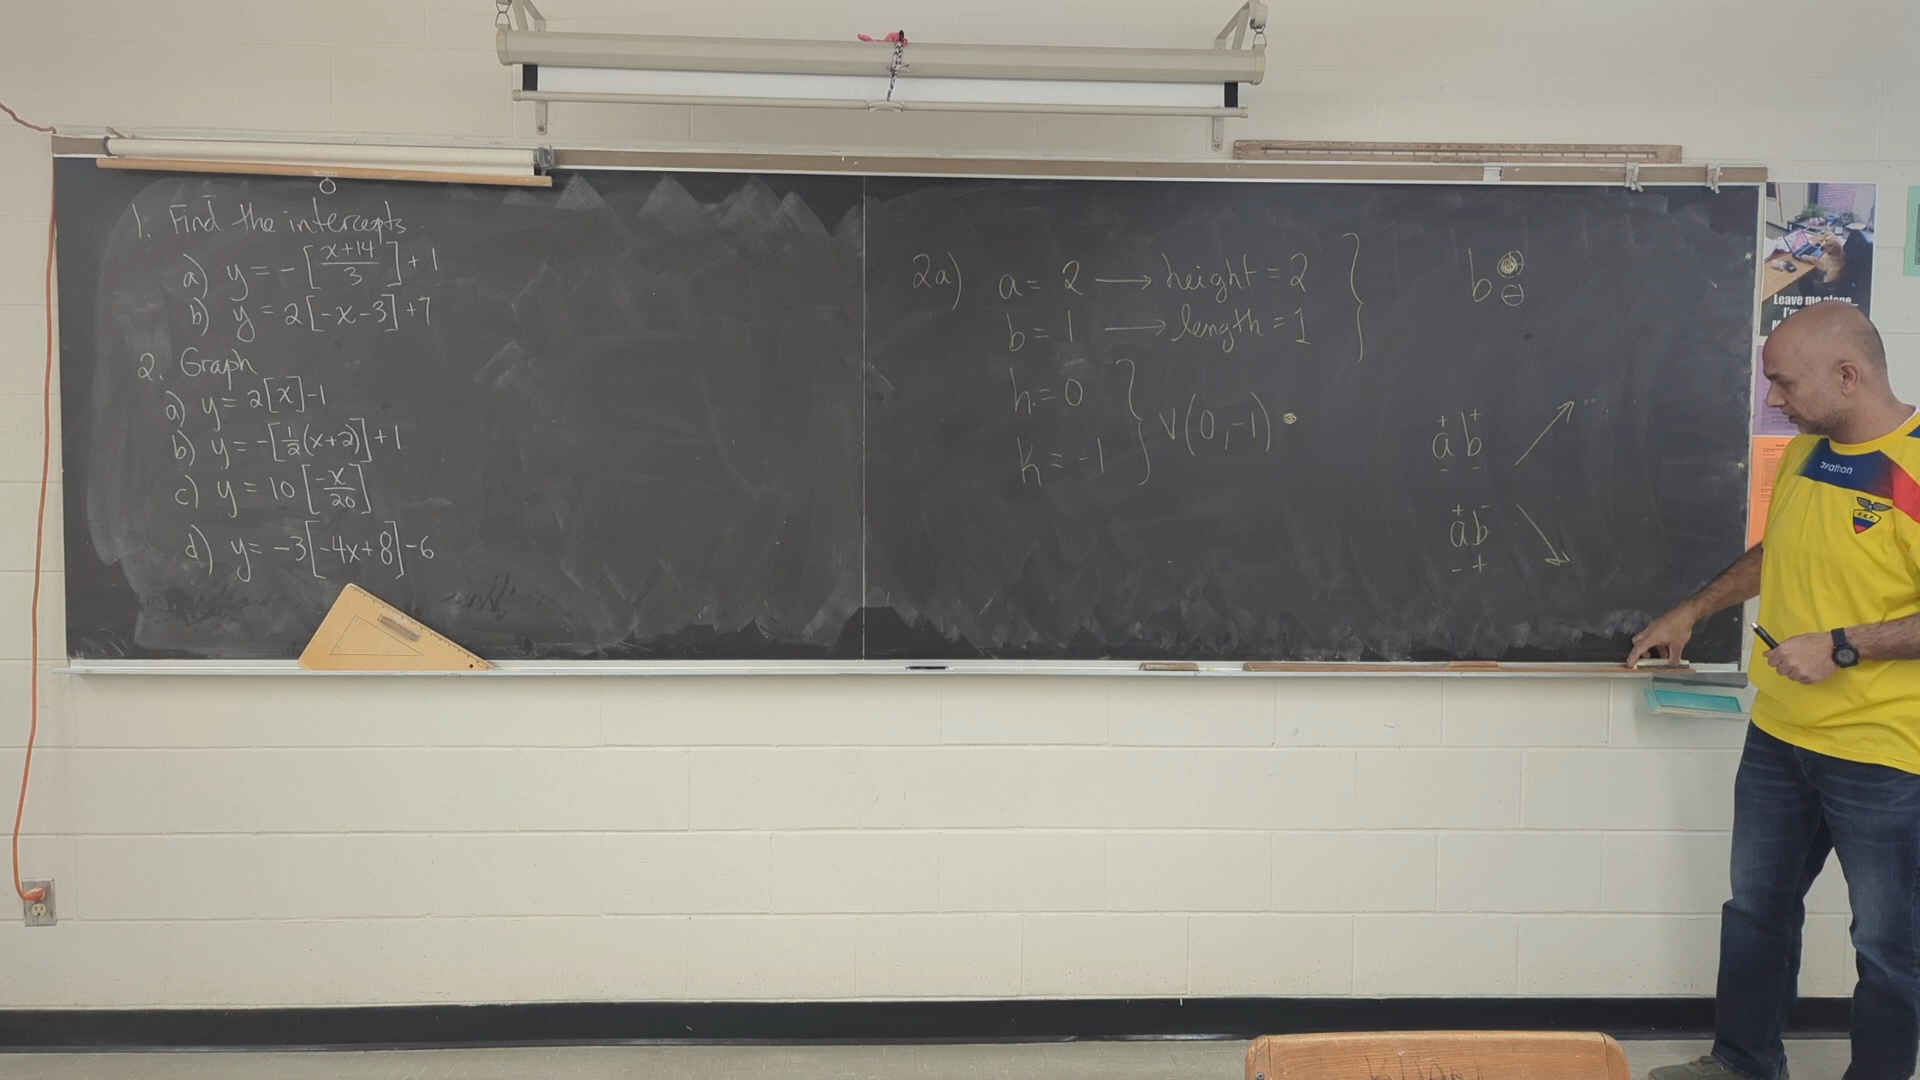 1. Find the intercepts
a) y = -[x+14/3] + 1
b) y = 2[-x-3]+7
2. Graph
a) y = 2[x]-1
b) y = -[1/2(x+2)]+1
c) y = 10[-x/20]
d) y = -3[-4x+8]-6
2a) a = 2 → height = 2
b = 1 → length = 1
h = 0
k = -1
V(0,-1)
b + -
+ +
a b
- -
+ -
a b
- +
Leave me alone...
marathon